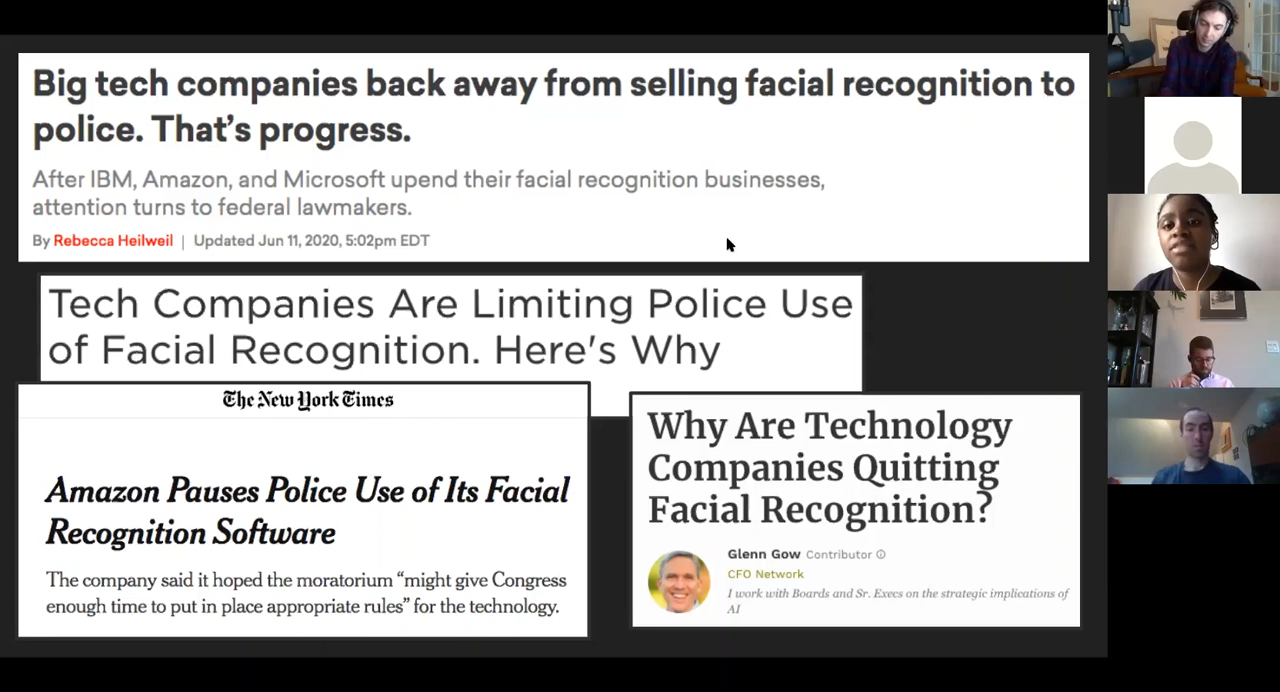 Big tech companies back away from selling facial recognition to
police. That's progress.
After IBM, Amazon, and Microsoft upend their facial recognition businesses,
attention turns to federal lawmakers.
By Rebecca Heilweil | Updated Jun 11, 2020, 5:02pm EDT
Tech Companies Are Limiting Police Use
of Facial Recognition. Here's Why
The New York Times
Amazon Pauses Police Use of Its Facial
Recognition Software
The company said it hoped the moratorium “might give Congress
enough time to put in place appropriate rules” for the technology.
Why Are Technology
Companies Quitting
Facial Recognition?
Glenn Gow Contributor
CFO Network
I work with Boards and Sr. Execs on the strategic implications of
AI